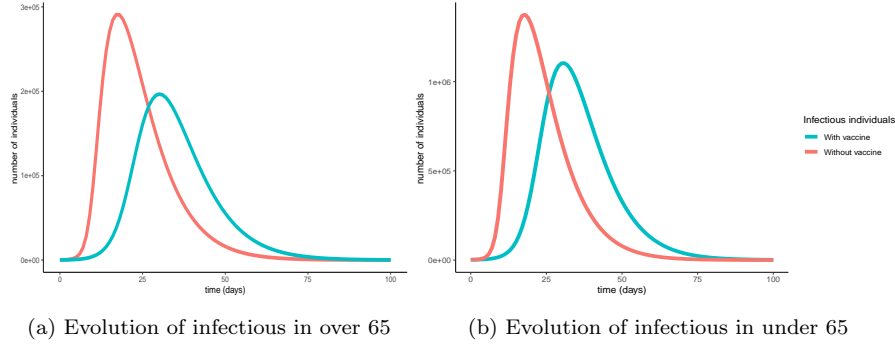 3e+05
2e+05
1e+05
0e+00
number of individuals
0
25
50
75
100
time (days)
1e+06
5e+05
0e+00
number of individuals
0
25
50
75
100
time (days)
Infectious individuals
With vaccine
Without vaccine
(a) Evolution of infectious in over 65
(b) Evolution of infectious in under 65